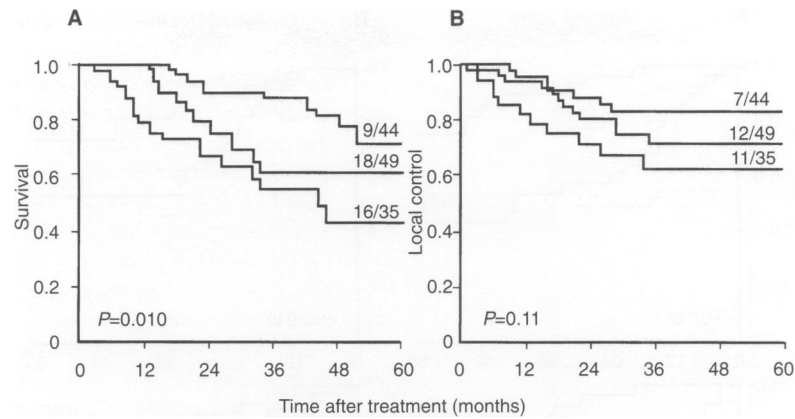 A
Survival
1.0
0.8
0.6
0.4
0.2
0
9/44
18/49
16/35
P=0.010
0 12 24 36 48 60
B
Local control
1.0
0.8
0.6
0.4
0.2
0
7/44
12/49
11/35
P=0.11
0 12 24 36 48 60
Time after treatment (months)